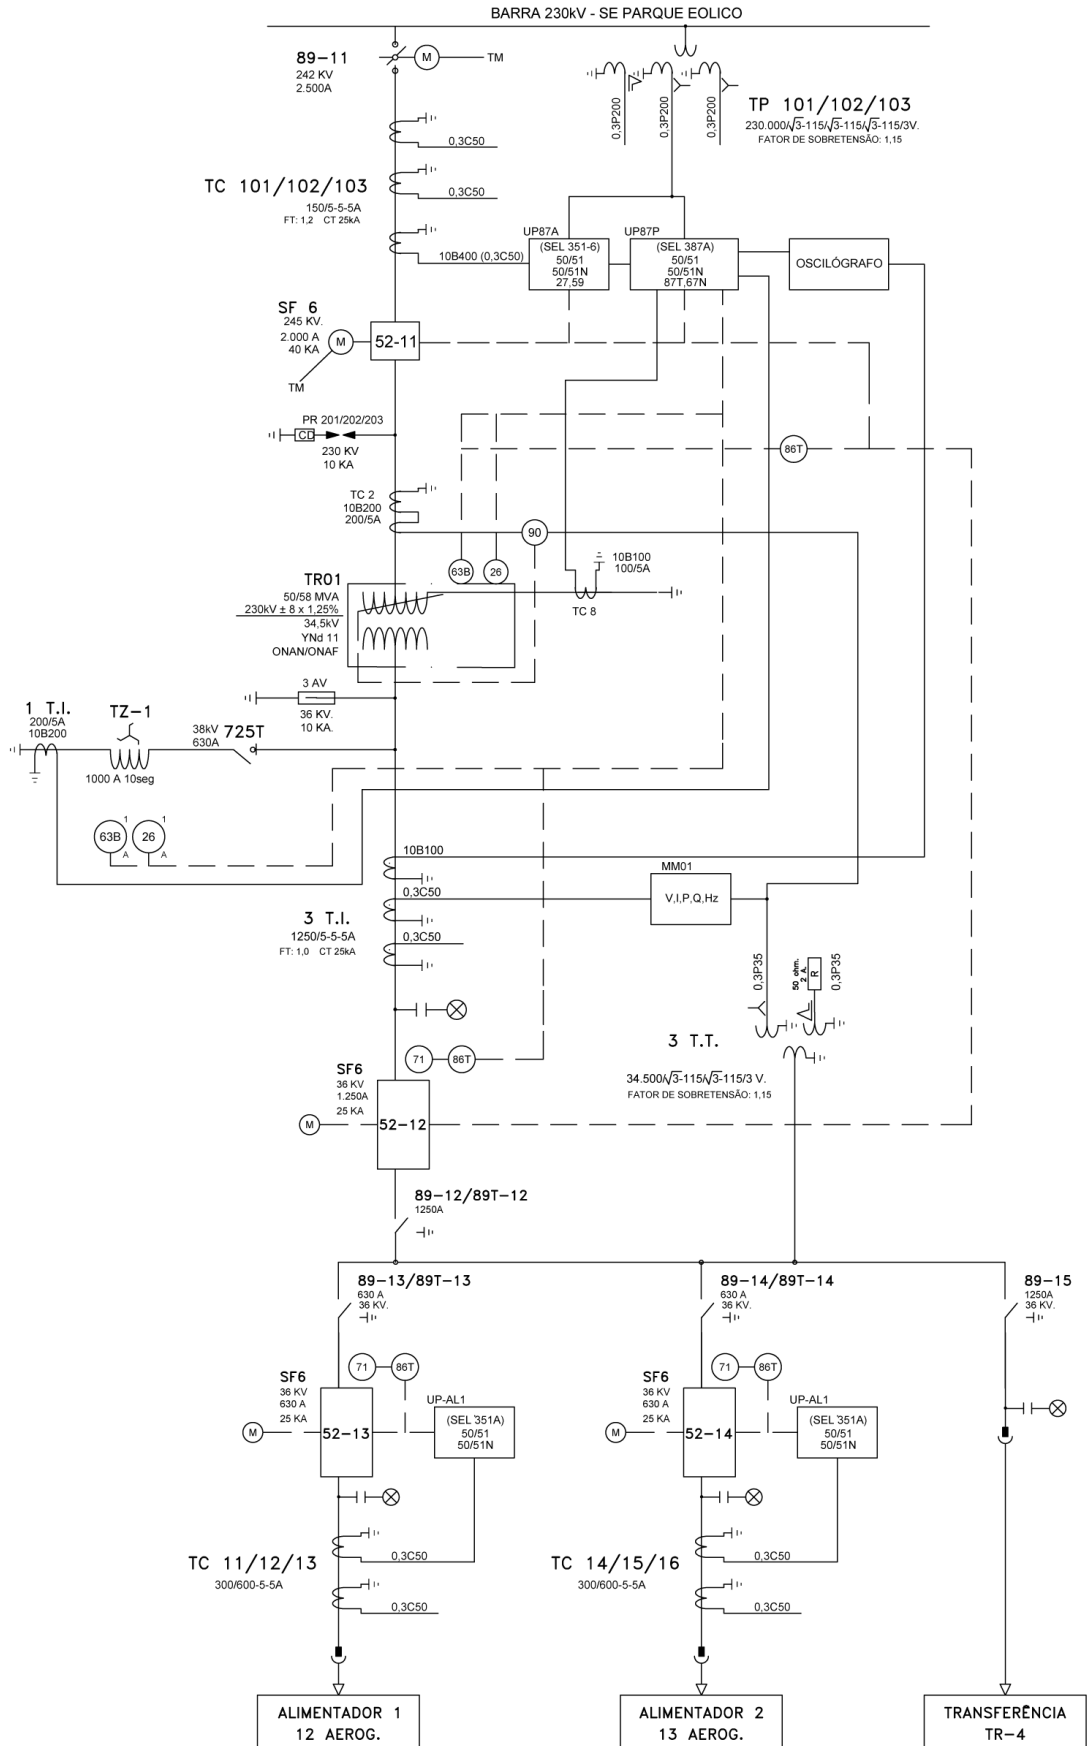 BARRA 230kV - SE PARQUE EOLICO
89-11
242 KV
2.500A
M
TM
0,3P200
0,3P200
0,3P200
TP 101/102/103
230.000/√3-115/√3-115/√3-115/3V.
FATOR DE SOBRETENSÃO: 1,15
0,3C50
TC 101/102/103
0,3C50
150/5-5-5A
FT: 1,2 CT 25kA
10B400 (0,3C50)
UP87A
(SEL 351-6)
50/51
50/51N
27,59
UP87P
(SEL 387A)
50/51
50/51N
87T,67N
OSCILÓGRAFO
SF 6
245 KV.
2.000 A
40 KA
M
TM
52-11
PR 201/202/203
CD
230 KV
10 KA
86T
TC 2
10B200
200/5A
90
63B
26
10B100
100/5A
TC 8
TR01
50/58 MVA
230kV ± 8 x 1,25%
34,5kV
YNd 11
ONAN/ONAF
3 AV
36 KV.
10 KA.
1 T.I.
200/5A
10B200
TZ-1
1000 A 10seg
38kV
630A
725T
63B
1
A
26
1
A
10B100
0,3C50
3 T.I.
1250/5-5-5A
FT: 1,0 CT 25kA
0,3C50
MM01
V,I,P,Q,Hz
0,3P35
50 ohm.
2 A.
R
0,3P35
3 T.T.
34.500/√3-115/√3-115/3 V.
FATOR DE SOBRETENSÃO: 1,15
71
86T
SF6
36 KV
1.250A
25 KA
M
52-12
89-12/89T-12
1250A
89-13/89T-13
630 A
36 KV.
89-14/89T-14
630 A
36 KV.
89-15
1250A
36 KV.
71
86T
SF6
36 KV
630 A
25 KA
M
52-13
UP-AL1
(SEL 351A)
50/51
50/51N
71
86T
SF6
36 KV
630 A
25 KA
M
52-14
UP-AL1
(SEL 351A)
50/51
50/51N
TC 11/12/13
300/600-5-5A
0,3C50
0,3C50
TC 14/15/16
300/600-5-5A
0,3C50
0,3C50
ALIMENTADOR 1
12 AEROG.
ALIMENTADOR 2
13 AEROG.
TRANSFERÊNCIA
TR-4